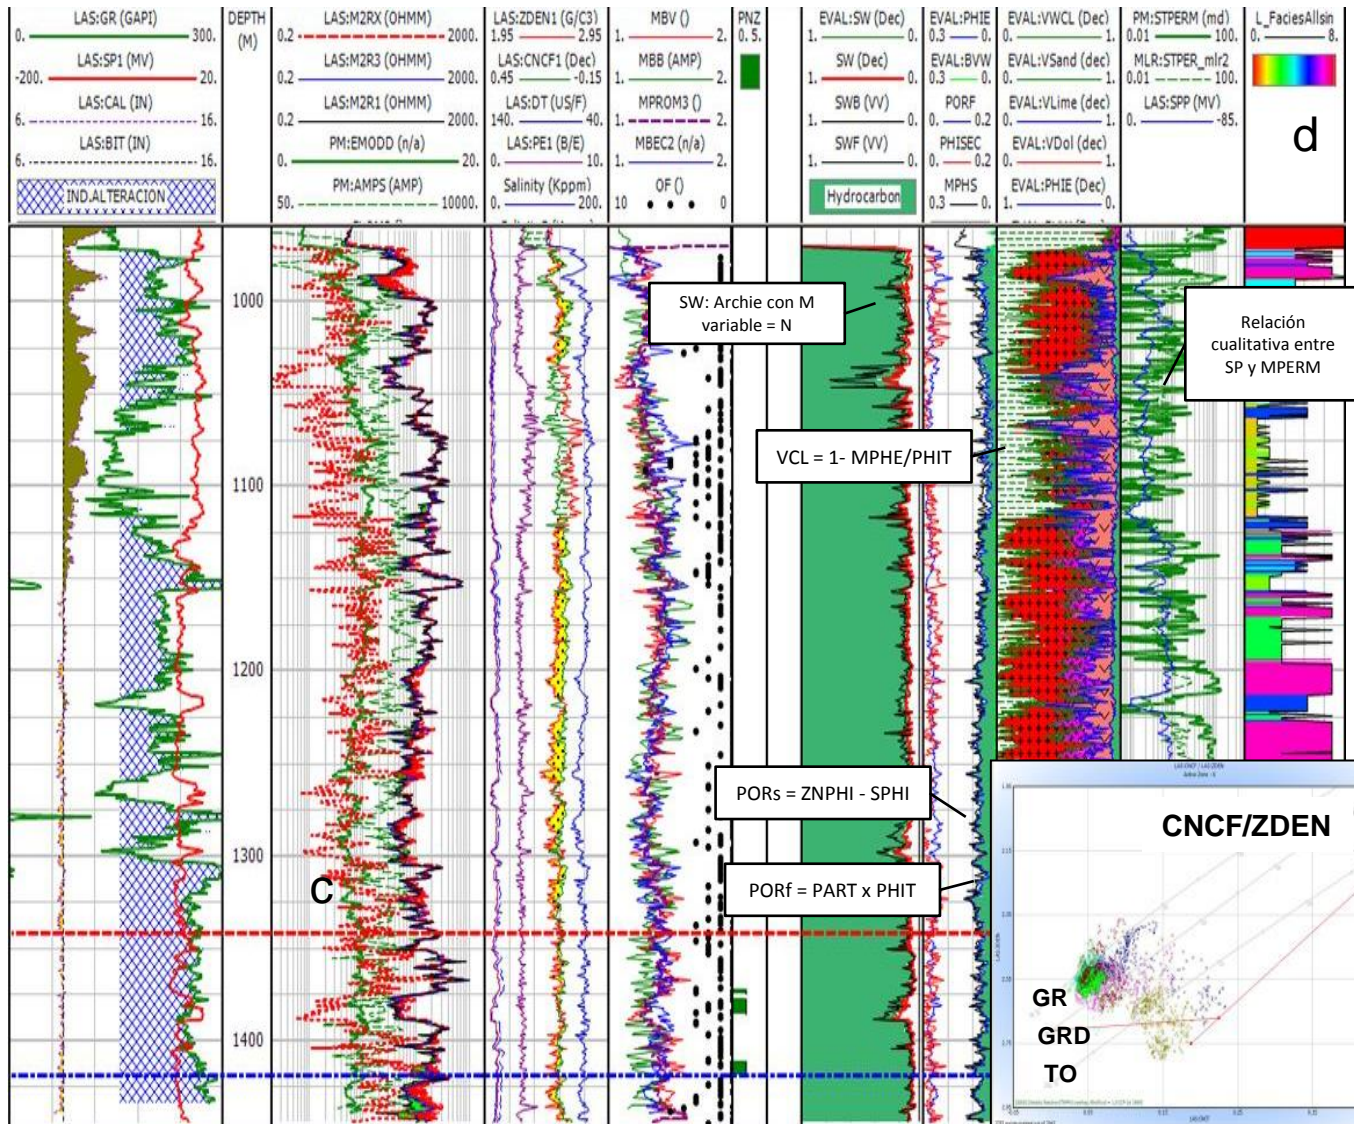 LAS:GR (GAPI)
0. 300.
LAS:SP1 (MV)
-200. 20.
LAS:CAL (IN)
6. 16.
LAS:BIT (IN)
6. 16.
IND.ALTERACION
DEPTH
(M)
LAS:M2RX (OHMM)
0.2 2000.
LAS:M2R3 (OHMM)
0.2 2000.
LAS:M2R1 (OHMM)
0.2 2000.
PM:EMODD (n/a)
0. 20.
PM:AMPS (AMP)
50. 10000.
LAS:ZDEN1 (G/C3)
1.95 2.95
LAS:CNCF1 (Dec)
0.45 -0.15
LAS:DT (US/F)
140. 40.
LAS:PE1 (B/E)
0. 10.
Salinity (Kppm)
0. 200.
MBV ()
1. 2.
MBB (AMP)
1. 2.
MPROM3 ()
1. 2.
MBEC2 (n/a)
1. 2.
OF ()
10 0
PNZ
0. 5.
EVAL:SW (Dec)
1. 0.
SW (Dec)
1. 0.
SWB (VV)
1. 0.
SWF (VV)
1. 0.
Hydrocarbon
EVAL:PHIE
0.3 0.
EVAL:BVW
0.3 0.
PORF
0. 0.2
PHISEC
0. 0.2
MPHS
0.3 0.
EVAL:VWCL (Dec)
0. 1.
EVAL:VSand (dec)
0. 1.
EVAL:VLime (dec)
0. 1.
EVAL:VDol (dec)
0. 1.
EVAL:PHIE (Dec)
1. 0.
PM:STPERM (md)
0.01 100.
MLR:STPER_mlr2
0.01 100.
LAS:SPP (MV)
0. -85.
L_FaciesAllsin
0. 8.
d
1000
1100
1200
1300
1400
c
SW: Archie con M
variable = N
Relación
cualitativa entre
SP y MPERM
VCL = 1- MPHE/PHIT
PORs = ZNPHI - SPHI
PORf = PART x PHIT
CNCF/ZDEN
GR
GRD
TO